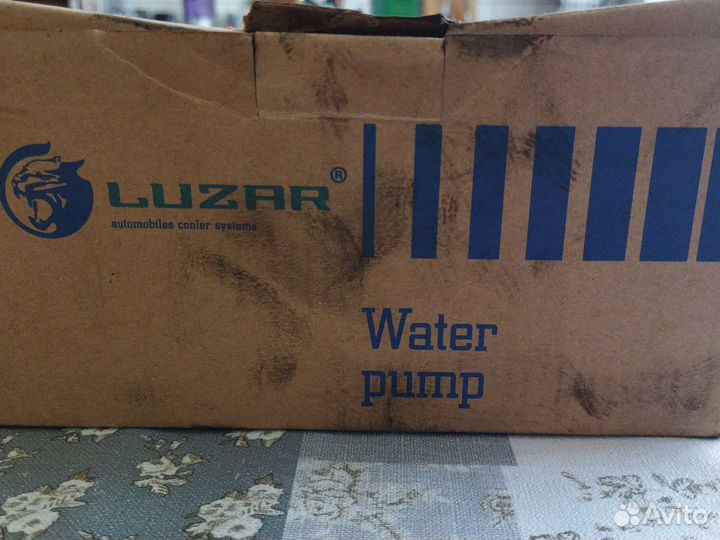 LUZAR®
automobiles cooler systems
Water
pump
Avito